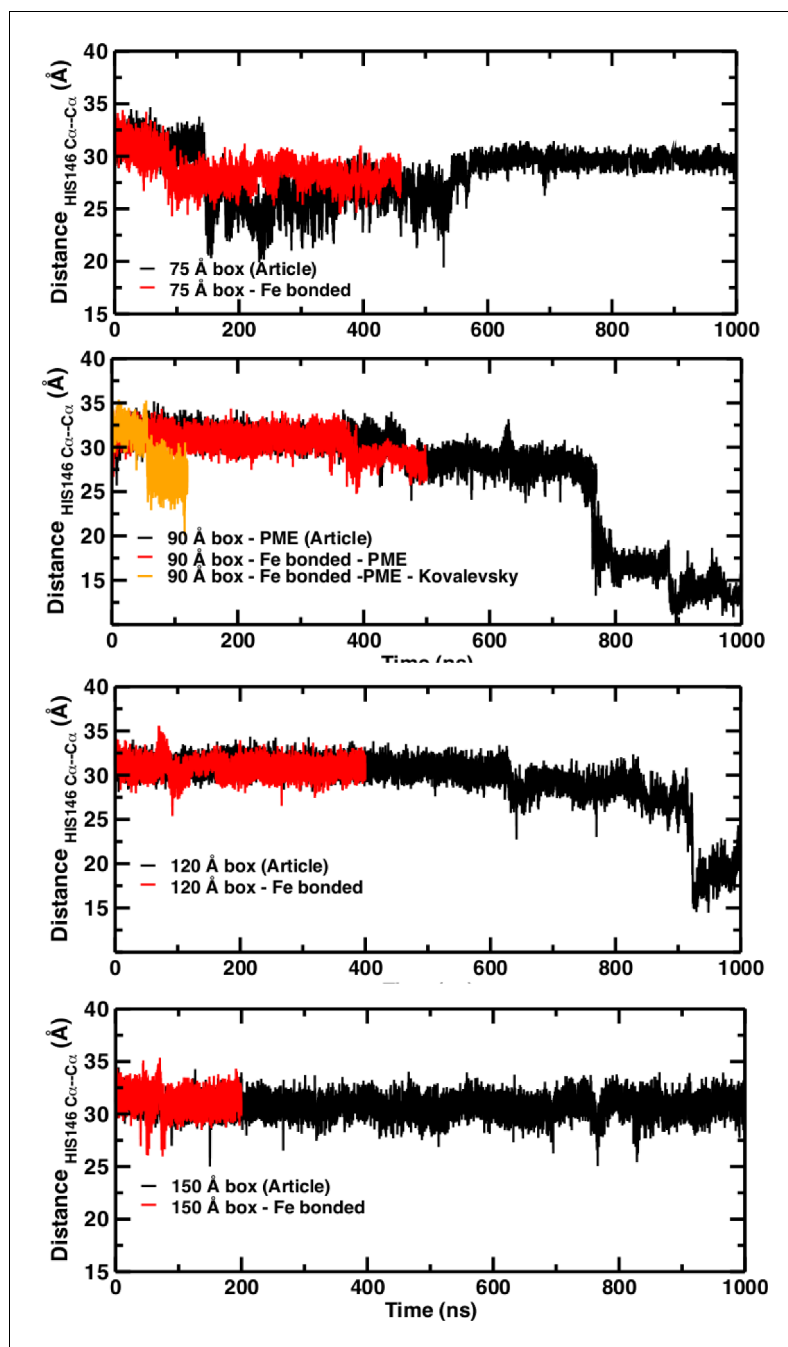 40
35
30
25
20
15
Distance HIS146 Cα--Cα (Å)
75 Å box (Article)
75 Å box - Fe bonded
0 200 400 600 800 1000
40
35
30
25
20
15
Distance HIS146 Cα--Cα (Å)
90 Å box - PME (Article)
90 Å box - Fe bonded - PME
90 Å box - Fe bonded -PME - Kovalevsky
0 200 400 600 800 1000
Time (ns)
40
35
30
25
20
15
Distance HIS146 Cα--Cα (Å)
120 Å box (Article)
120 Å box - Fe bonded
0 200 400 600 800 1000
40
35
30
25
20
15
Distance HIS146 Cα--Cα (Å)
150 Å box (Article)
150 Å box - Fe bonded
0 200 400 600 800 1000
Time (ns)